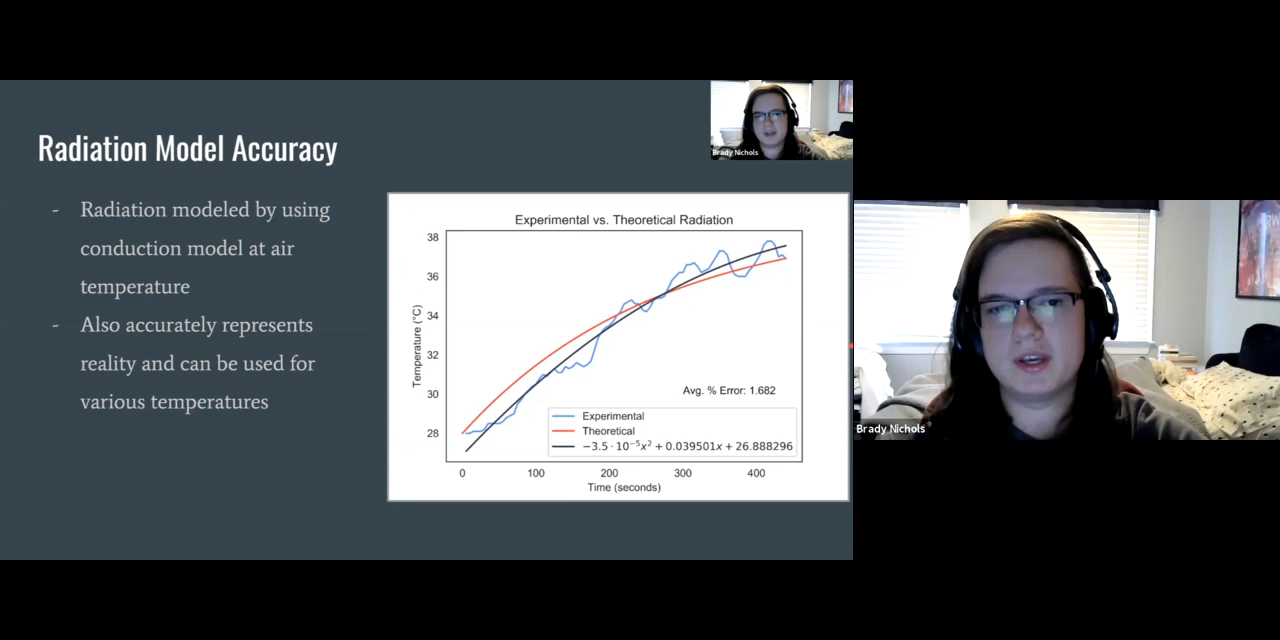 Radiation Model Accuracy
Brady Nichols
- Radiation modeled by using
conduction model at air
temperature
- Also accurately represents
reality and can be used for
various temperatures
Experimental vs. Theoretical Radiation
Temperature (°C)
38
36
34
32
30
28
Avg. % Error: 1.682
Experimental
Theoretical
−3.5 · 10⁻⁵x² + 0.039501x + 26.888296
0 100 200 300 400
Time (seconds)
Brady Nichols